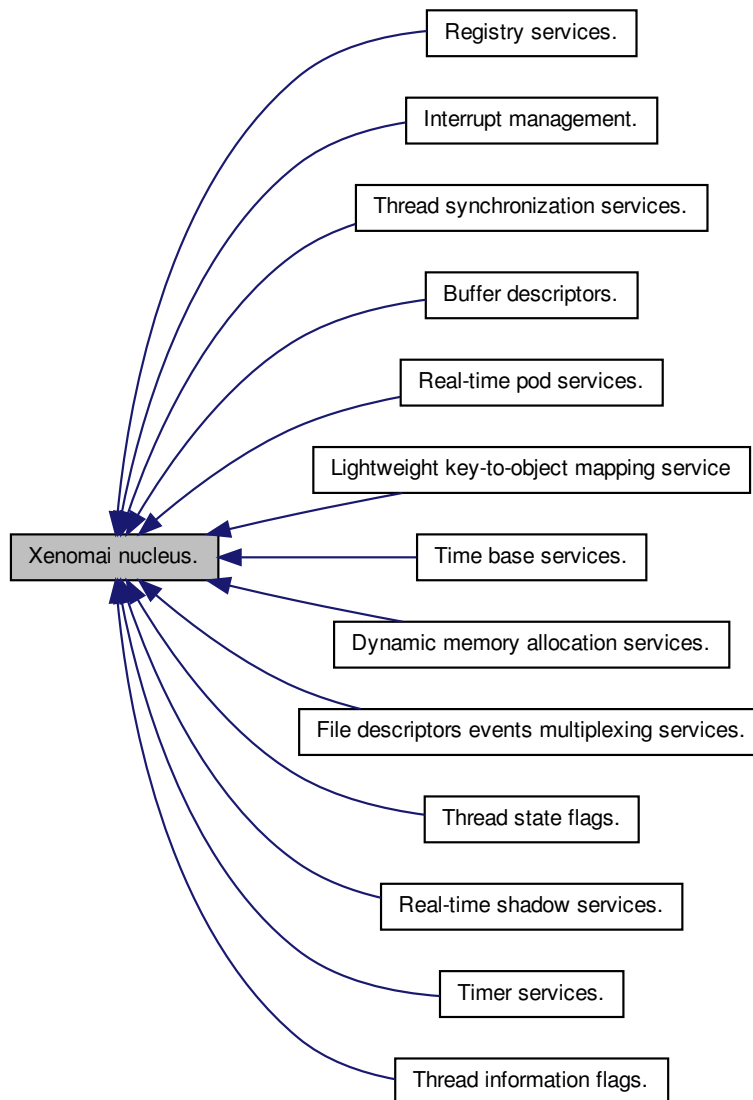 Registry services.
Interrupt management.
Thread synchronization services.
Buffer descriptors.
Real-time pod services.
Lightweight key-to-object mapping service
Xenomai nucleus.
Time base services.
Dynamic memory allocation services.
File descriptors events multiplexing services.
Thread state flags.
Real-time shadow services.
Timer services.
Thread information flags.